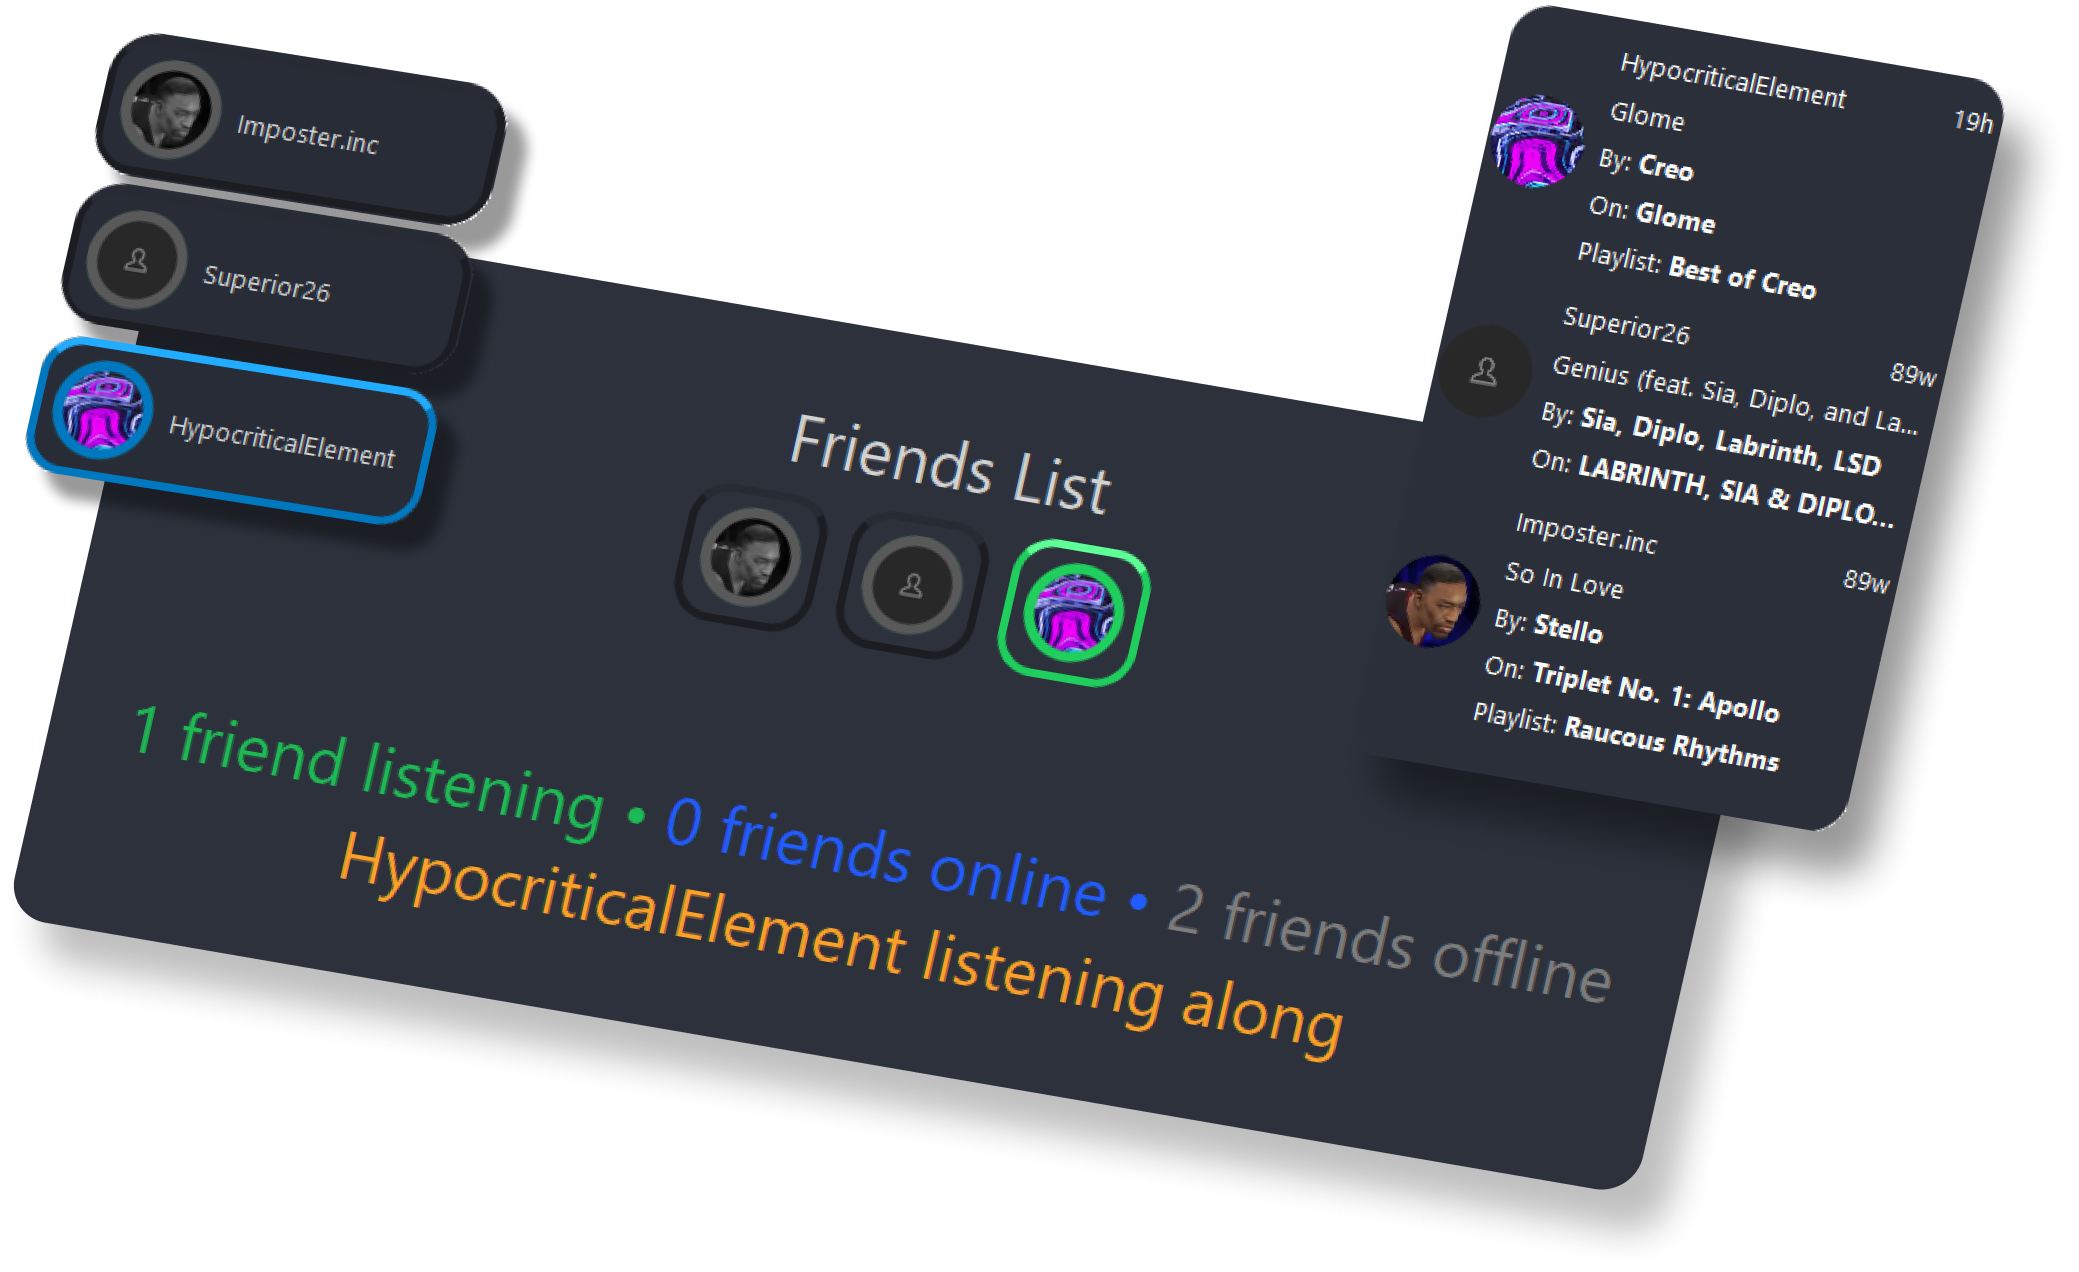 Imposter.inc
Superior26
HypocriticalElement
Friends List
1 friend listening • 0 friends online • 2 friends offline
HypocriticalElement listening along
HypocriticalElement
19h
Glome
By: Creo
On: Glome
Playlist: Best of Creo
Superior26
89w
Genius (feat. Sia, Diplo, and La...
By: Sia, Diplo, Labrinth, LSD
On: LABRINTH, SIA & DIPLO...
Imposter.inc
89w
So In Love
By: Stello
On: Triplet No. 1: Apollo
Playlist: Raucous Rhythms